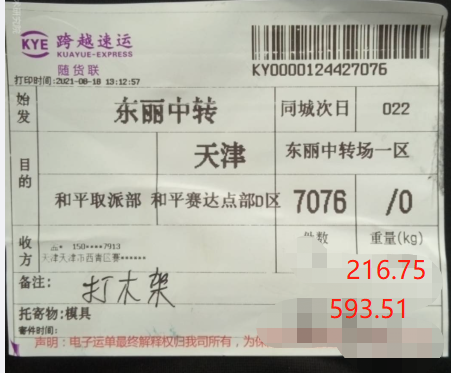 KYE 跨越速运
KUAYUE-EXPRESS
随货联
打印时间:2021-08-18 13:12:57
KY0000124427076
始发 东丽中转 同城次日 022
目的 天津 东丽中转场一区
和平取派部 和平赛达点部D区 7076 /0
件数 重量(kg)
收方 150****7913
216.75
备注: 打木架
593.51
托寄物:模具
寄件时间:
声明:电子运单最终解释权归我司所有,为保